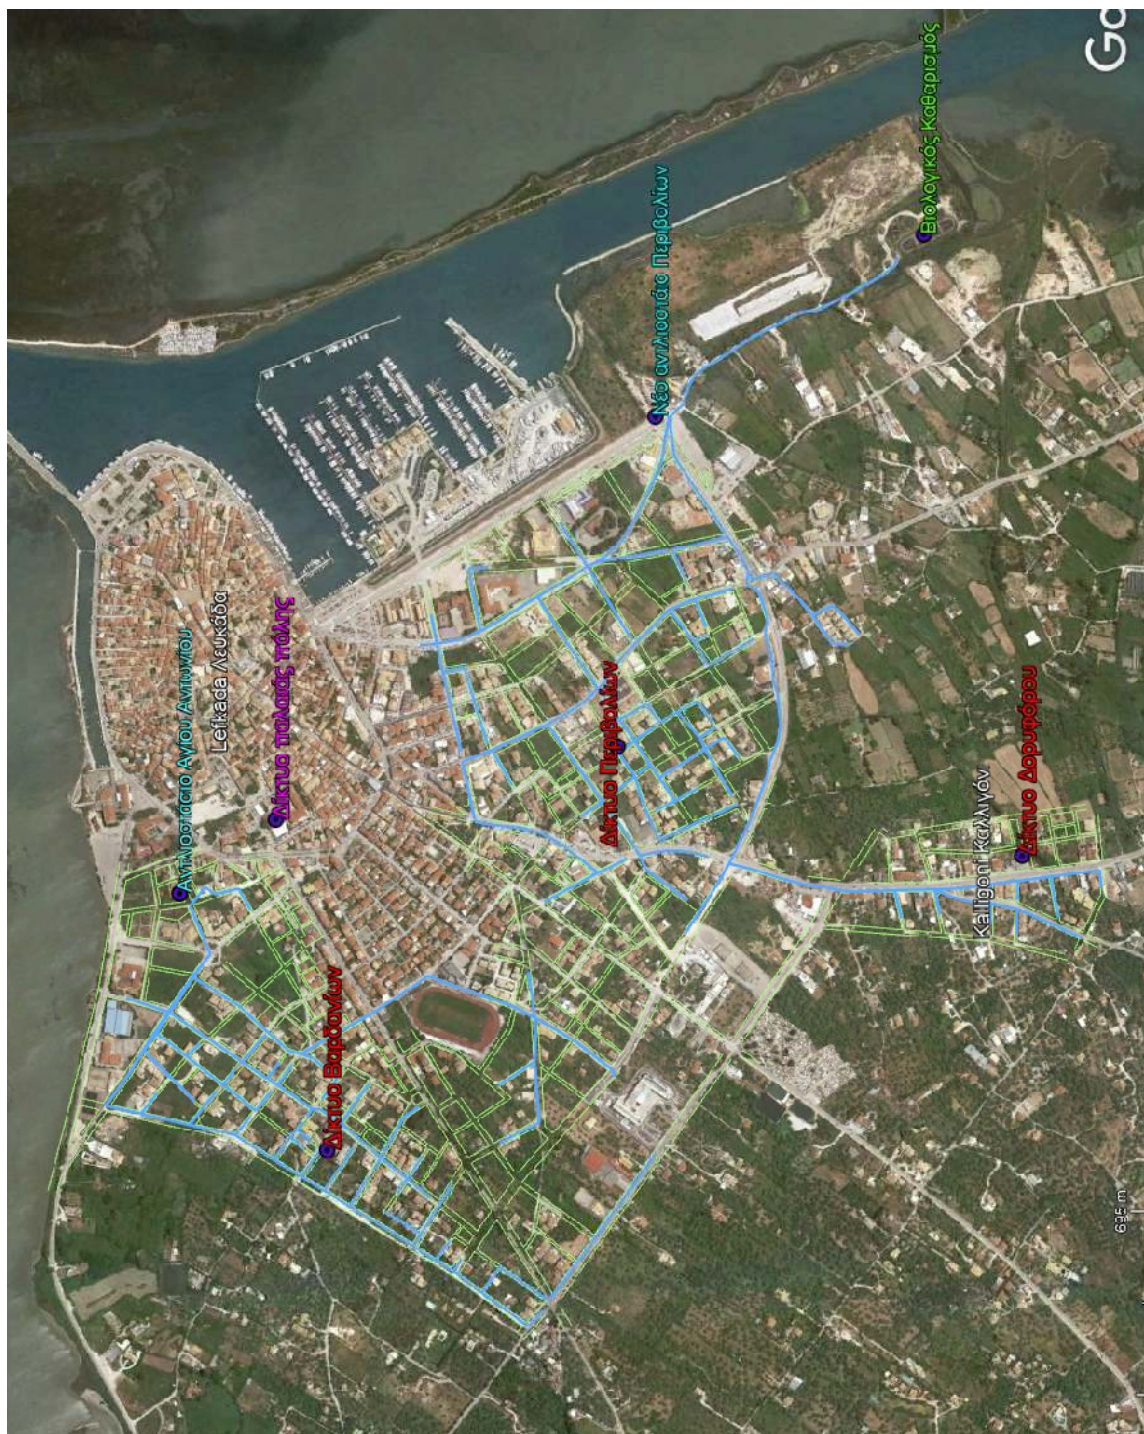 Αντλιοστάσιο Αγίου Αντωνίου
Lefkada Λευκάδα
Δίκτυο παλαιάς πόλης
Δίκτυο Βαρδανίων
Δίκτυο Περιβολίων
Νέο αντλιοστάσιο Περιβολίων
Βιολογικός Καθαρισμός
Kalligoni Καλλιγόνι
Δίκτυο Δορυφόρου
Go
695 m